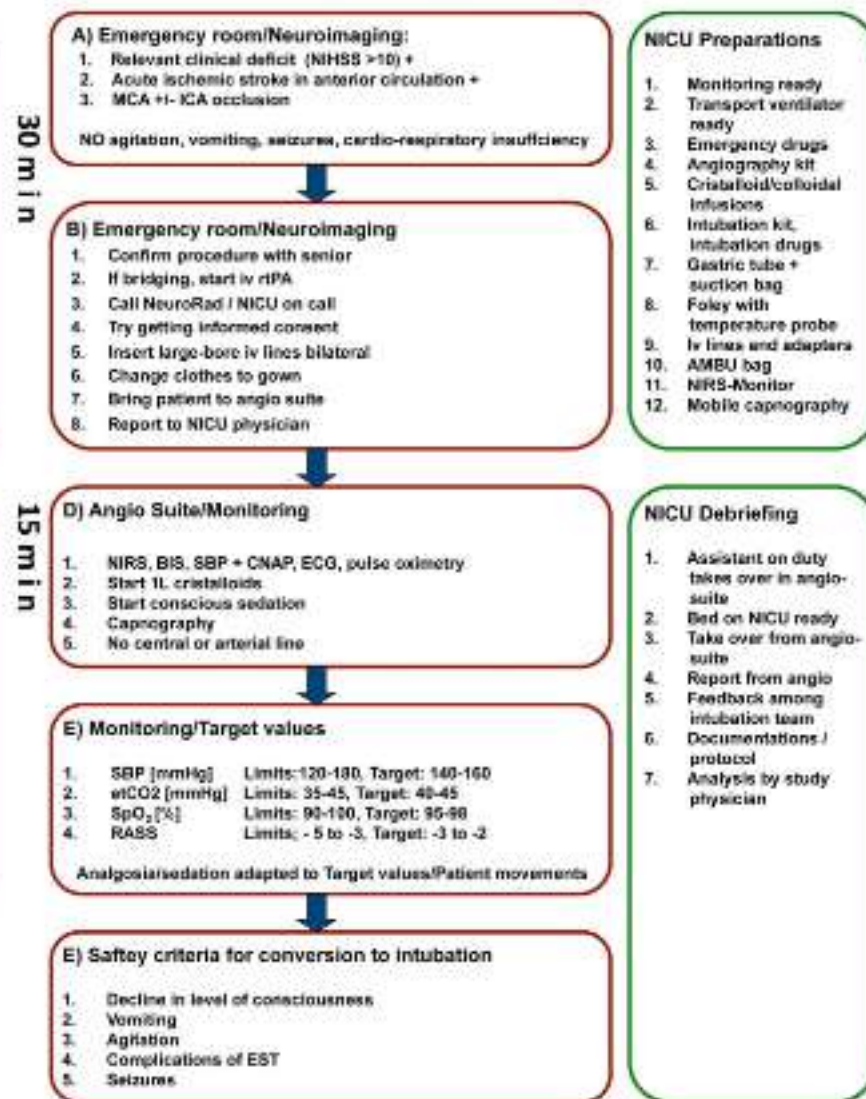 30 min
A) Emergency room/Neuroimaging:
1. Relevant clinical deficit (NIHSS >10) +
2. Acute ischemic stroke in anterior circulation +
3. MCA +/- ICA occlusion
NO agitation, vomiting, seizures, cardio-respiratory insuffciency
B) Emergency room/Neuroimaging
1. Confirm procedure with senior
2. If bridging, start iv rtPA
3. Call NeuroRad / NICU on call
4. Try getting informed consent
5. Insert large-bore iv lines bilateral
6. Change clothes to gown
7. Bring patient to angio suite
8. Report to NICU physician
15 min
D) Angio Suite/Monitoring
1. NIRS, BIS, SBP + CNAP, ECG, pulse oximetry
2. Start 1L cristalloids
3. Start conscious sedation
4. Capnography
5. No central or arterial line
E) Monitoring/Target values
1. SBP [mmHg] Limits:120-180, Target: 140-160
2. etCO2 [mmHg] Limits: 35-45, Target: 40-45
3. SpO₂ [%] Limits: 90-100, Target: 95-98
4. RASS Limits; - 5 to -3, Target: -3 to -2
Analgosia/sedation adapted to Target values/Patient movements
E) Saftey criteria for conversion to intubation
1. Decline in level of consciousness
2. Vomiting
3. Agitation
4. Complications of EST
5. Seizures
NICU Preparations
1. Monitoring ready
2. Transport ventilator
ready
3. Emergency drugs
4. Angiography kit
5. Cristalloid/colloidal
infusions
6. Intubation kit,
intubation drugs
7. Gastric tube +
suction bag
8. Foley with
temperature probe
9. Iv lines and adapters
10. AMBU bag
11. NIRS-Monitor
12. Mobile capnography
NICU Debriefing
1. Assistant on duty
takes over in angio-
suite
2. Bed on NICU ready
3. Take over from angio-
suite
4. Report from angio
5. Feedback among
intubation team
6. Documentations /
protocol
7. Analysis by study
physician